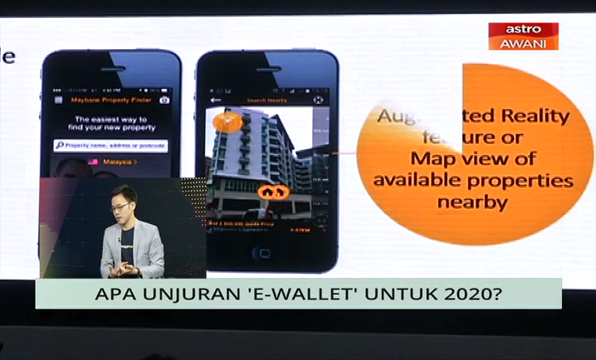 astro
AWANI
le
Maybank Property Finder
The easiest way to
find your new property
Property name, address or postcode
Malaysia >
Search Nearby
Augmented Reality
feature or
Map view of
available properties
nearby
APA UNJURAN 'E-WALLET' UNTUK 2020?